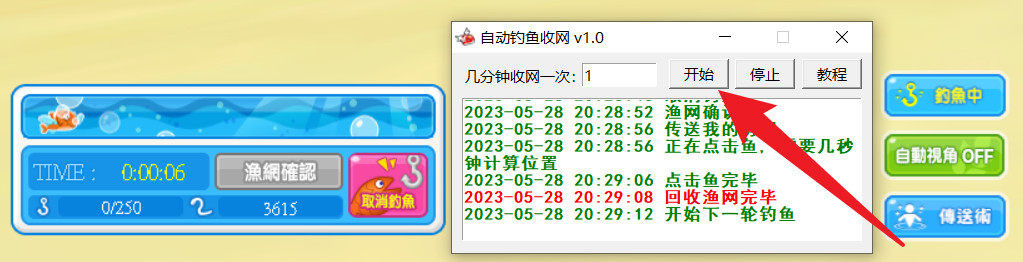 自动钓鱼收网 v1.0
几分钟收网一次: 1 开始 停止 教程
2023-05-28 20:28:52 渔网确
2023-05-28 20:28:56 传送我的
2023-05-28 20:28:56 正在点击鱼, 要几秒
钟计算位置
2023-05-28 20:29:06 点击鱼完毕
2023-05-28 20:29:08 回收渔网完毕
2023-05-28 20:29:12 开始下一轮钓鱼
TIME : 0:00:06
漁網確認
取消釣魚
0/250
3615
釣魚中
自動視角OFF
傳送術